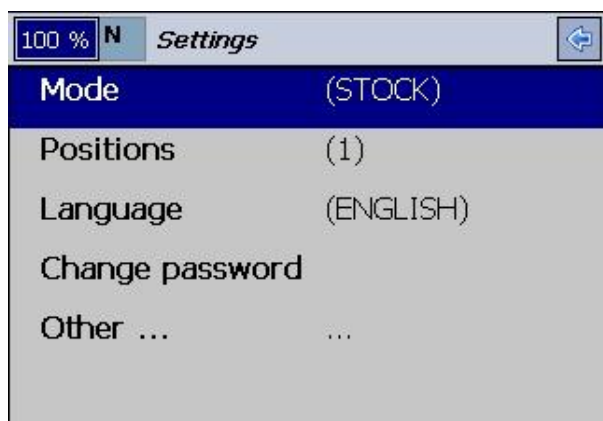 100 % N Settings
Mode (STOCK)
Positions (1)
Language (ENGLISH)
Change password
Other ... ...